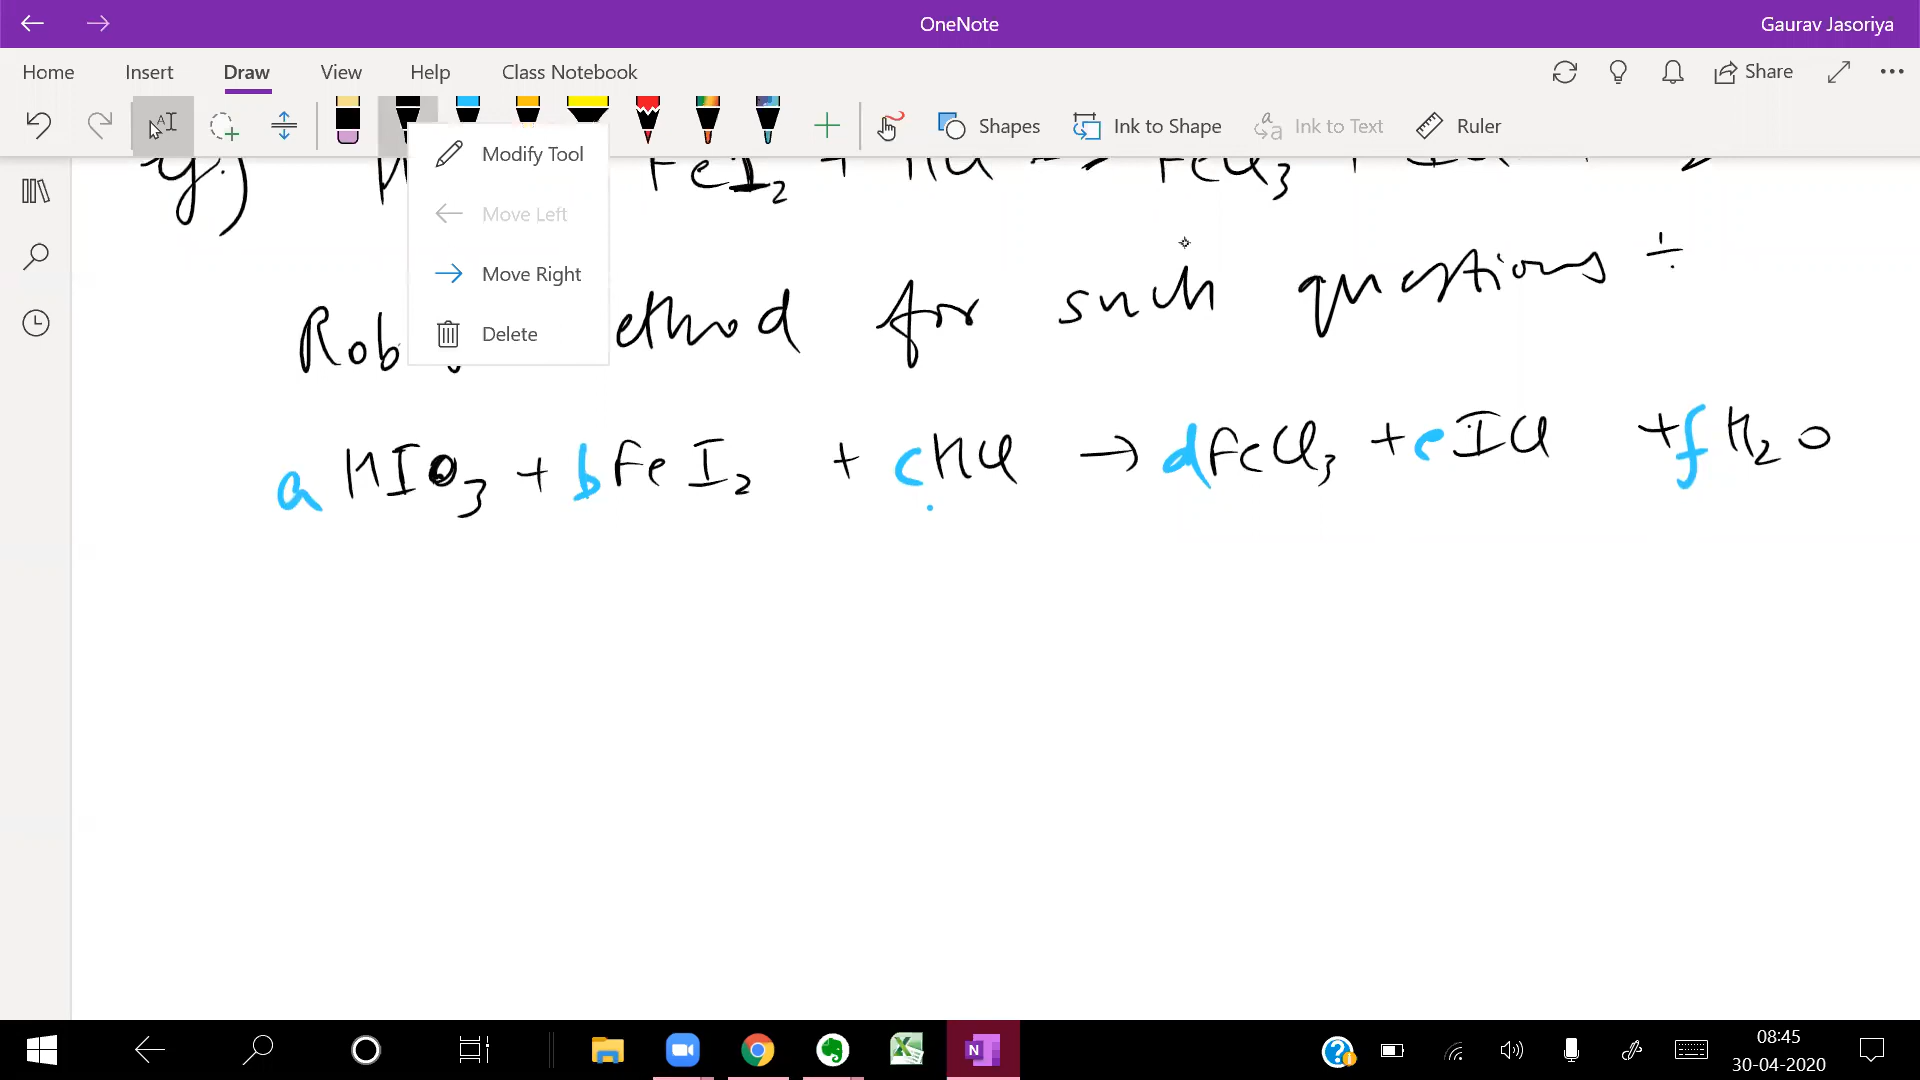 OneNote
Gaurav Jasoriya
Home Insert Draw View Help Class Notebook Share
Shapes Ink to Shape Ink to Text Ruler
Modify Tool
Move Left
Move Right
Delete
eg.) FeI₂ + HCl → FeCl₃ +
Rob ethod for such questions ÷
a HIO₃ + b FeI₂ + c HCl → d FeCl₃ + e ICl + f H₂O
08:45
30-04-2020